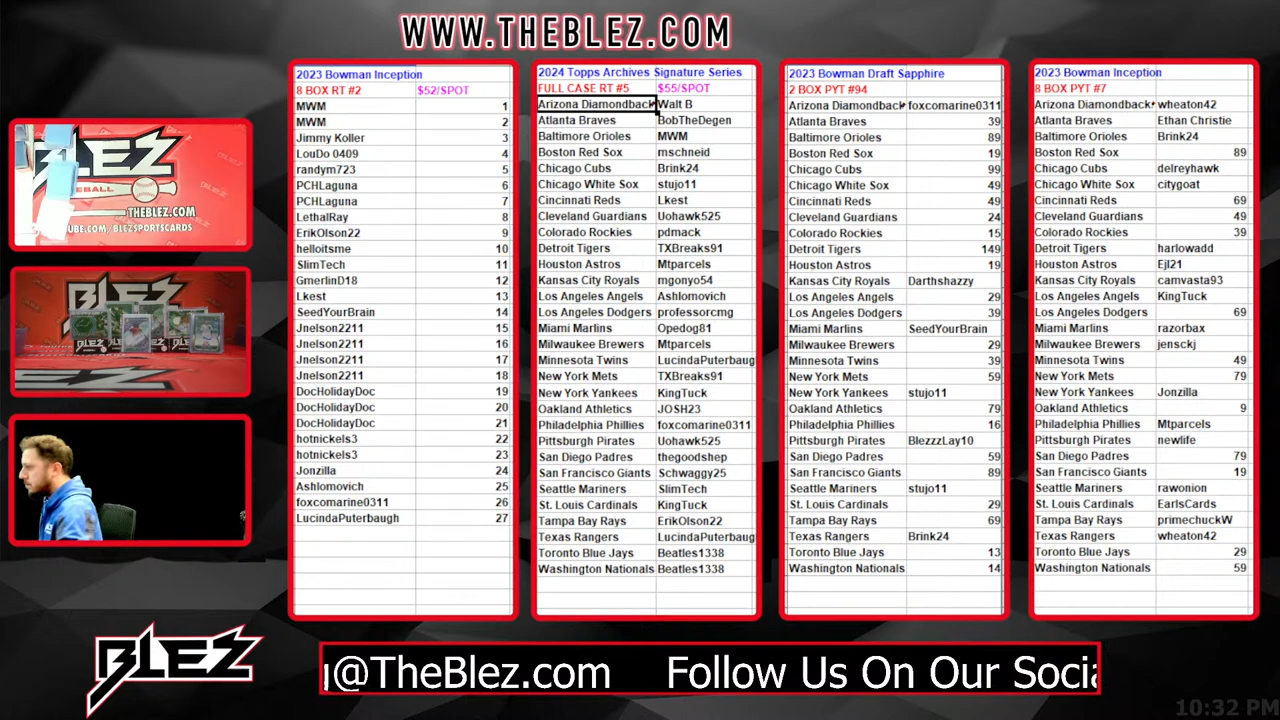 WWW.THEBLEZ.COM
BLEZ
BASEBALL
THEBLEZ.COM
UBE.COM/BLEZSPORTSCARDS
BLEZ
2023 Bowman Inception
8 BOX RT #2 $52/SPOT
MWM 1
MWM 2
Jimmy Koller 3
LouDo 0409 4
randym723 5
PCHLaguna 6
PCHLaguna 7
LethalRay 8
ErikOlson22 9
helloitsme 10
SlimTech 11
GmerlinD18 12
Lkest 13
SeedYourBrain 14
Jnelson2211 15
Jnelson2211 16
Jnelson2211 17
Jnelson2211 18
DocHolidayDoc 19
DocHolidayDoc 20
DocHolidayDoc 21
hotnickels3 22
hotnickels3 23
Jonzilla 24
Ashlomovich 25
foxcomarine0311 26
LucindaPuterbaugh 27
2024 Topps Archives Signature Series
FULL CASE RT #5 $55/SPOT
Arizona Diamondback Walt B
Atlanta Braves BobTheDegen
Baltimore Orioles MWM
Boston Red Sox mschneid
Chicago Cubs Brink24
Chicago White Sox stujo11
Cincinnati Reds Lkest
Cleveland Guardians Uohawk525
Colorado Rockies pdmack
Detroit Tigers TXBreaks91
Houston Astros Mtparcels
Kansas City Royals mgonyo54
Los Angeles Angels Ashlomovich
Los Angeles Dodgers professorcmg
Miami Marlins Opedog81
Milwaukee Brewers Mtparcels
Minnesota Twins LucindaPuterbaug
New York Mets TXBreaks91
New York Yankees KingTuck
Oakland Athletics JOSH23
Philadelphia Phillies foxcomarine0311
Pittsburgh Pirates Uohawk525
San Diego Padres thegoodshep
San Francisco Giants Schwaggy25
Seattle Mariners SlimTech
St. Louis Cardinals KingTuck
Tampa Bay Rays ErikOlson22
Texas Rangers LucindaPuterbaug
Toronto Blue Jays Beatles1338
Washington Nationals Beatles1338
2023 Bowman Draft Sapphire
2 BOX PYT #94
Arizona Diamondback foxcomarine0311
Atlanta Braves 39
Baltimore Orioles 89
Boston Red Sox 19
Chicago Cubs 99
Chicago White Sox 49
Cincinnati Reds 49
Cleveland Guardians 24
Colorado Rockies 15
Detroit Tigers 149
Houston Astros 19
Kansas City Royals Darthshazzy
Los Angeles Angels 29
Los Angeles Dodgers 39
Miami Marlins SeedYourBrain
Milwaukee Brewers 29
Minnesota Twins 39
New York Mets 59
New York Yankees stujo11
Oakland Athletics 79
Philadelphia Phillies 16
Pittsburgh Pirates BlezzzLay10
San Diego Padres 59
San Francisco Giants 89
Seattle Mariners stujo11
St. Louis Cardinals 29
Tampa Bay Rays 69
Texas Rangers Brink24
Toronto Blue Jays 13
Washington Nationals 14
2023 Bowman Inception
8 BOX PYT #7
Arizona Diamondback wheaton42
Atlanta Braves Ethan Christie
Baltimore Orioles Brink24
Boston Red Sox 89
Chicago Cubs delreyhawk
Chicago White Sox citygoat
Cincinnati Reds 69
Cleveland Guardians 49
Colorado Rockies 39
Detroit Tigers harlowadd
Houston Astros Ejl21
Kansas City Royals camvasta93
Los Angeles Angels KingTuck
Los Angeles Dodgers 69
Miami Marlins razorbax
Milwaukee Brewers jensckj
Minnesota Twins 49
New York Mets 79
New York Yankees Jonzilla
Oakland Athletics 9
Philadelphia Phillies Mtparcels
Pittsburgh Pirates newlife
San Diego Padres 79
San Francisco Giants 19
Seattle Mariners rawonion
St. Louis Cardinals EarlsCards
Tampa Bay Rays primechuckW
Texas Rangers wheaton42
Toronto Blue Jays 29
Washington Nationals 59
BLEZ
@TheBlez.com Follow Us On Our Socia
10:32 PM